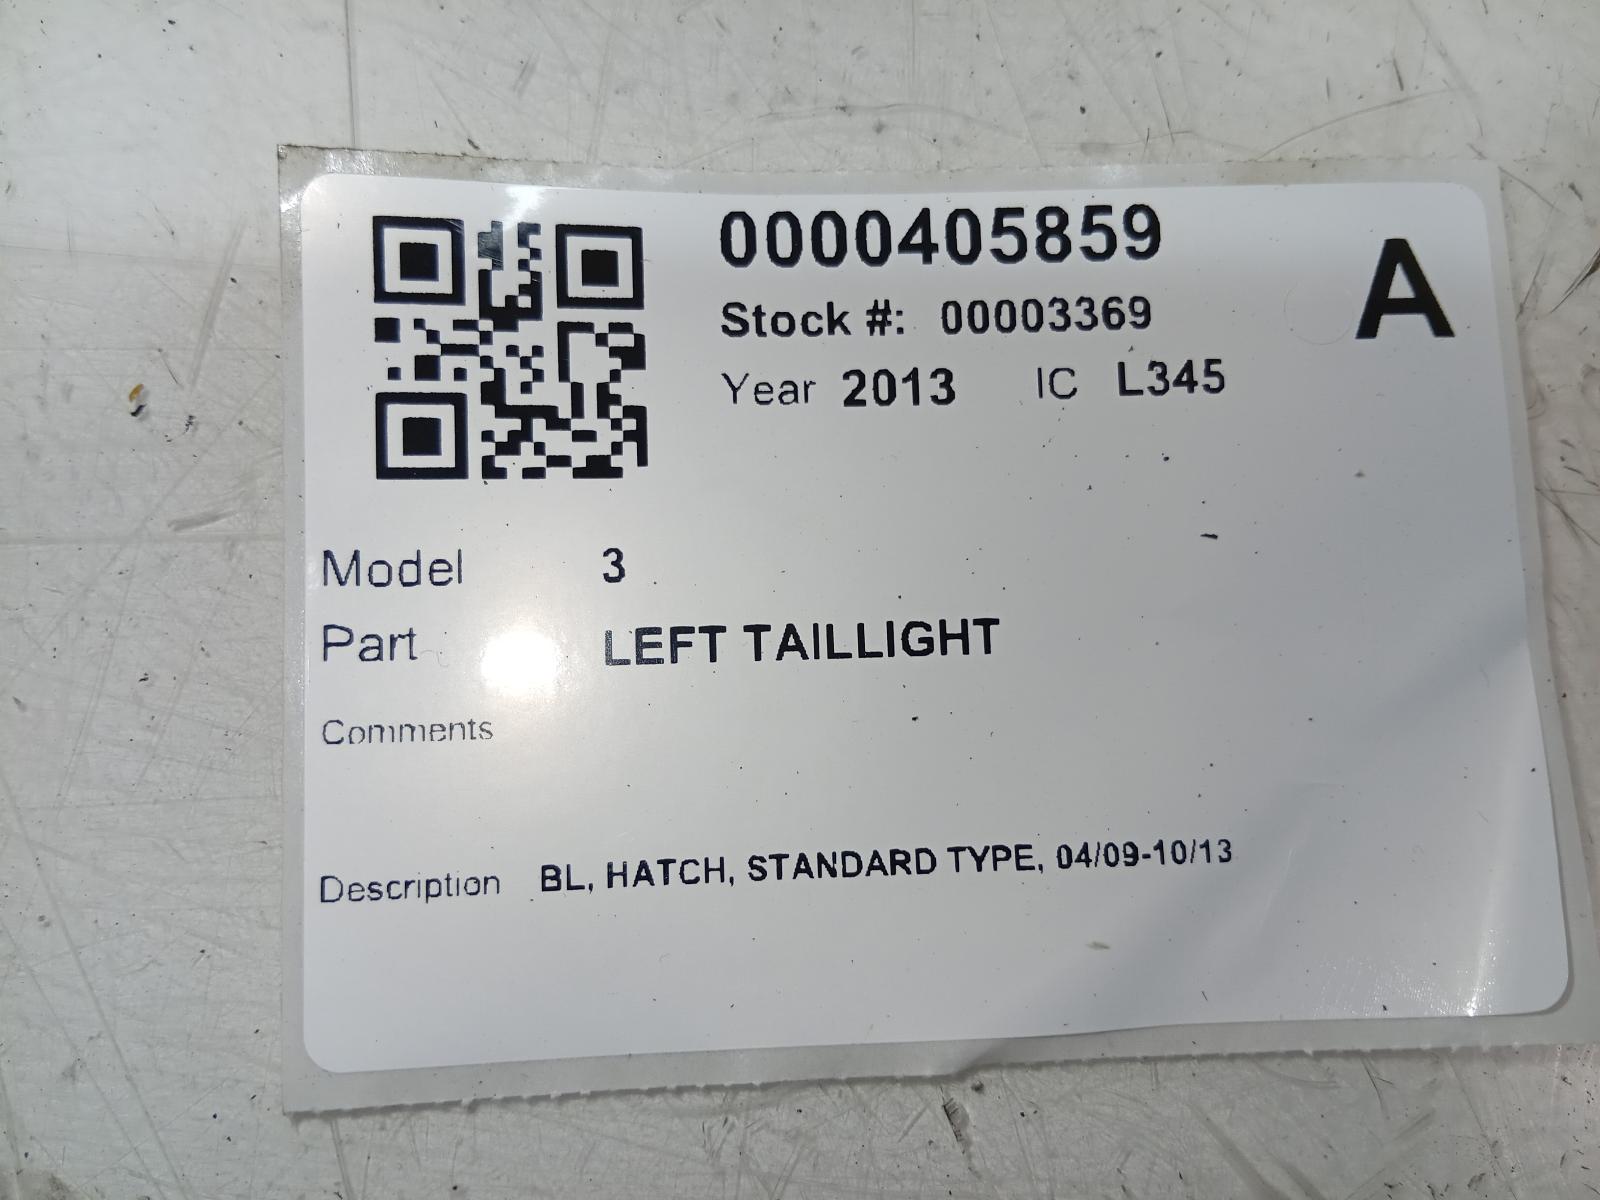 0000405859
A
Stock #: 00003369
Year 2013 IC L345
Model 3
Part LEFT TAILLIGHT
Comments
Description BL, HATCH, STANDARD TYPE, 04/09-10/13